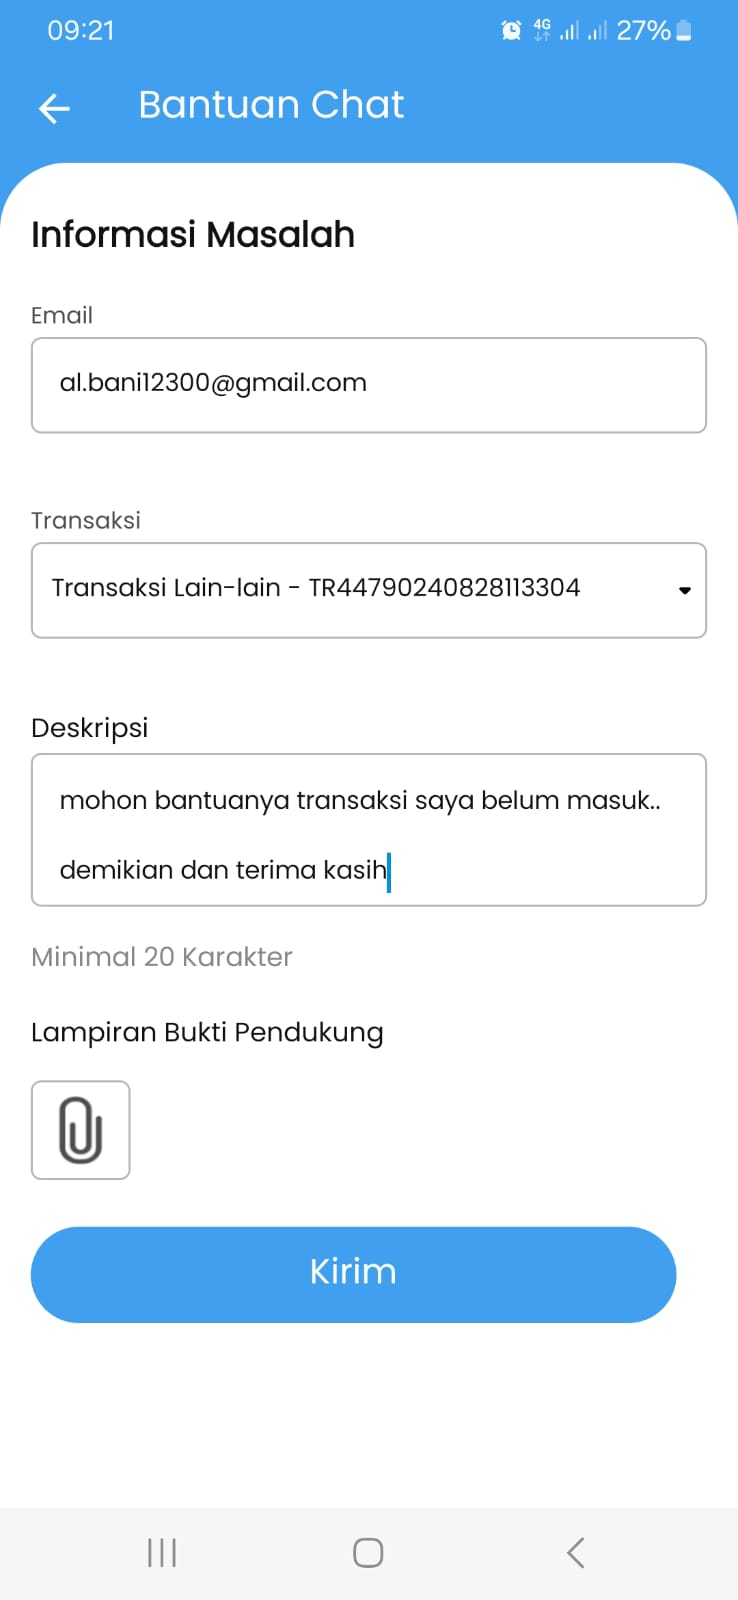 09:21
4G 27%
Bantuan Chat
Informasi Masalah
Email
al.bani12300@gmail.com
Transaksi
Transaksi Lain-lain - TR44790240828113304
Deskripsi
mohon bantuanya transaksi saya belum masuk..
demikian dan terima kasih
Minimal 20 Karakter
Lampiran Bukti Pendukung
Kirim